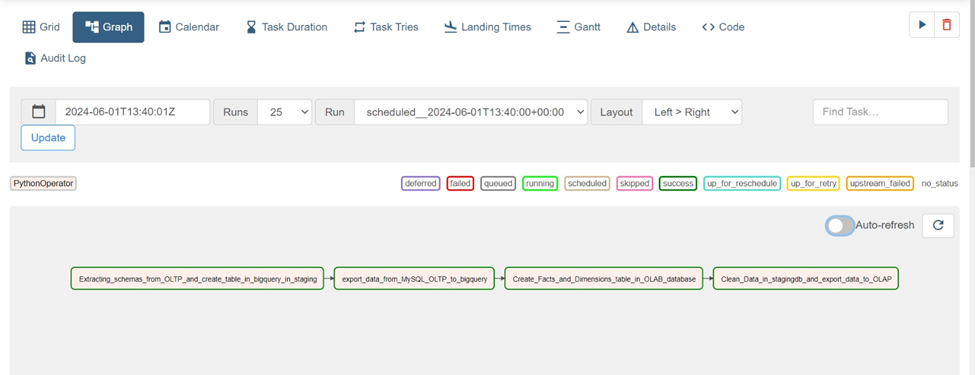 Grid Graph Calendar Task Duration Task Tries Landing Times Gantt Details Code
Audit Log
2024-06-01T13:40:01Z Runs 25 Run scheduled__2024-06-01T13:40:00+00:00 Layout Left > Right Find Task...
Update
PythonOperator deferred failed queued running scheduled skipped success up_for_reschedule up_for_retry upstream_failed no_status
Auto-refresh
Extracting_schemas_from_OLTP_and_create_table_in_bigquery_in_staging export_data_from_MySQL_OLTP_to_bigquery Create_Facts_and_Dimensions_table_in_OLAB_database Clean_Data_in_stagingdb_and_export_data_to_OLAP